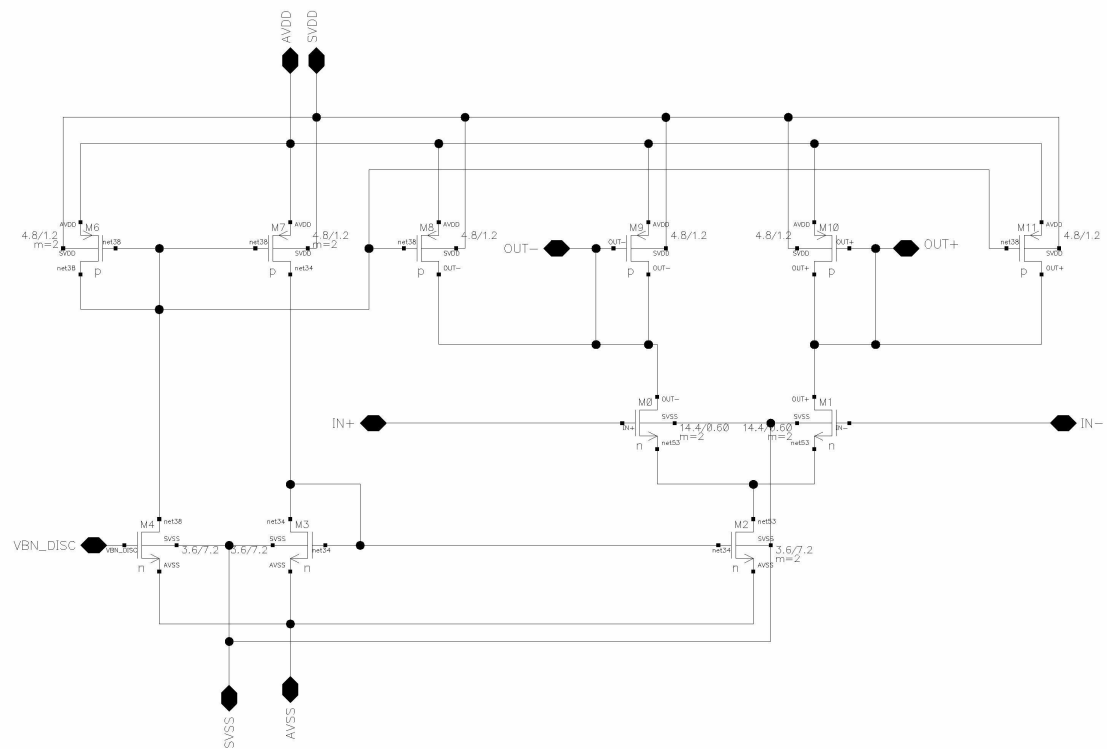 AVDD
SVDD
AVDD
M6
4.8/1.2
m=2
SVDD
net38
net38
p
AVDD
M7
4.8/1.2
m=2
SVDD
net38
net34
p
AVDD
M8
4.8/1.2
SVDD
net38
OUT-
p
OUT-
AVDD
M9
4.8/1.2
SVDD
OUT-
OUT-
p
AVDD
M10
4.8/1.2
SVDD
OUT+
OUT+
p
OUT+
AVDD
M11
4.8/1.2
SVDD
net38
OUT+
p
IN+
M0
OUT-
SVSS
14.4/0.60
m=2
IN+
net53
n
OUT+
M1
SVSS
14.4/0.60
m=2
IN-
net53
n
IN-
VBN_DISC
M4
net38
SVSS
3.6/7.2
VBN_DISC
AVSS
n
net34
M3
SVSS
3.6/7.2
net34
AVSS
n
M2
net53
SVSS
3.6/7.2
m=2
net34
AVSS
n
SVSS
AVSS